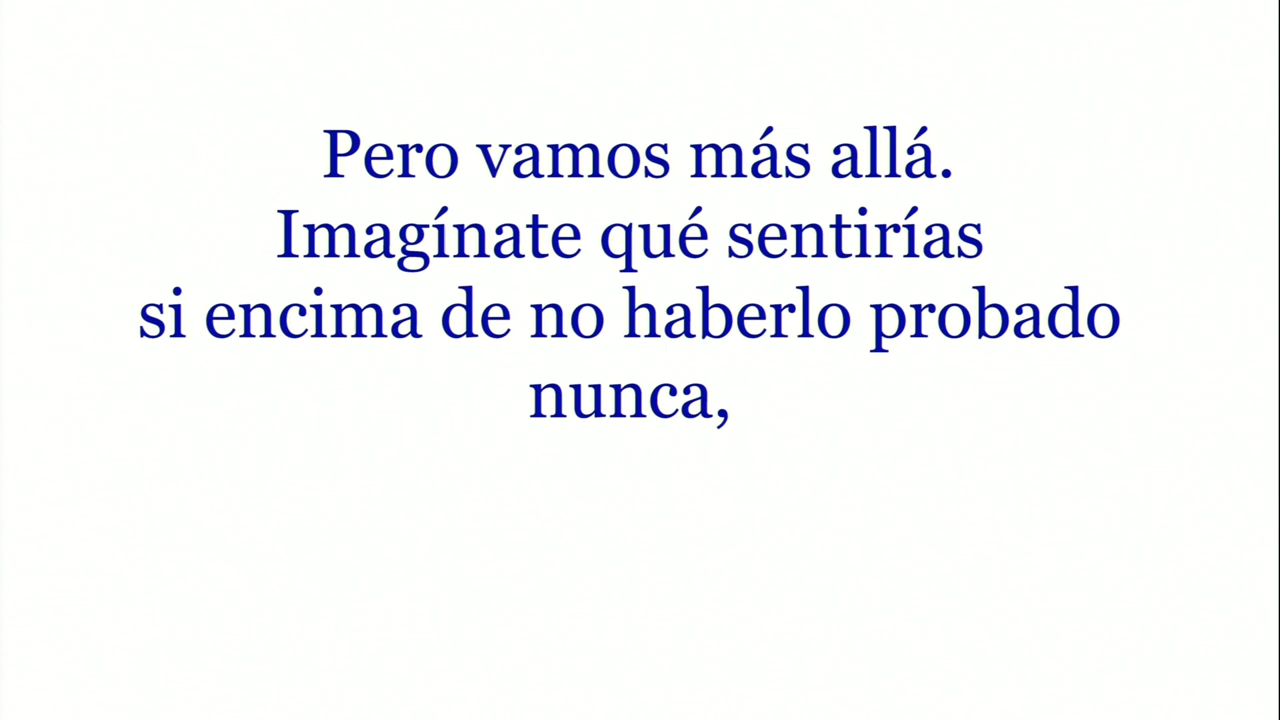 Pero vamos más allá.
Imagínate qué sentirías
si encima de no haberlo probado
nunca,